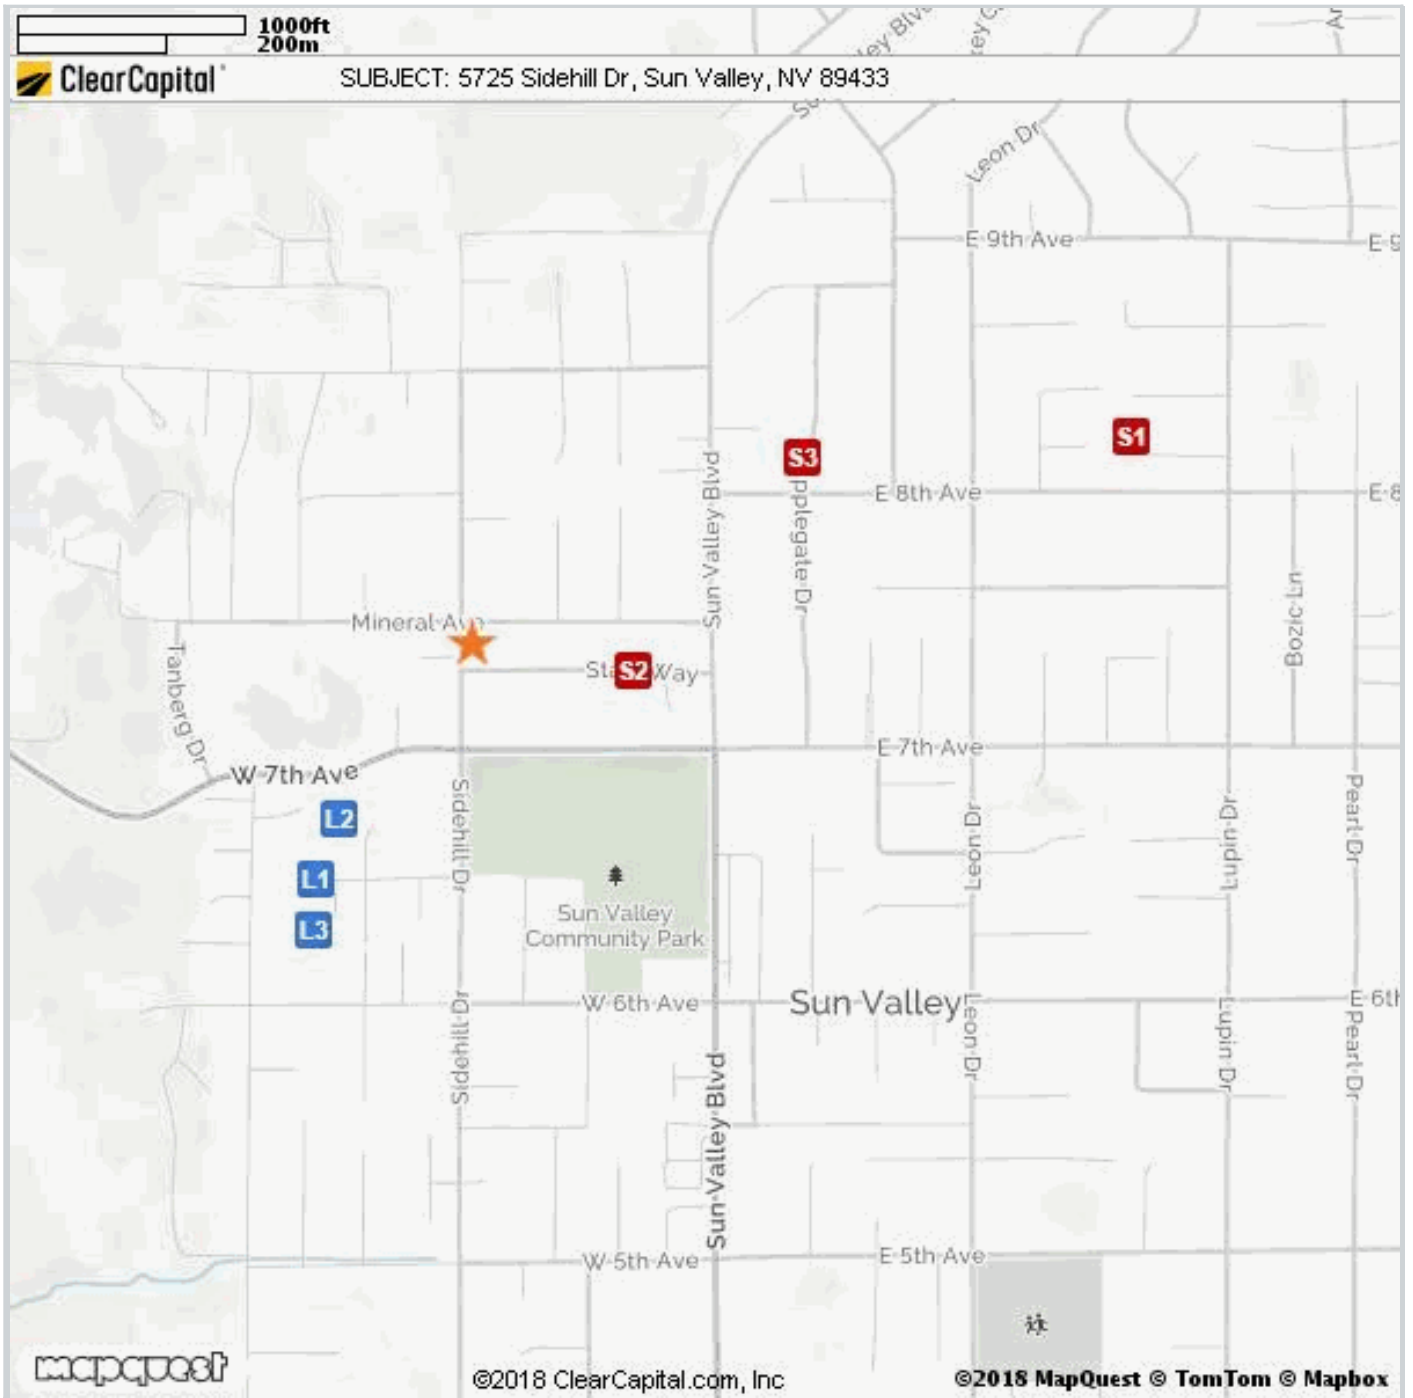 1000ft
200m
ClearCapital
SUBJECT: 5725 Sidehill Dr, Sun Valley, NV 89433
Leon Dr
E 9th Ave
S1
S3
Sun Valley Blvd
E 8th Ave
pplegate Dr
Mineral
Bozic Ln
S2
Way
Tanberg Dr
E 7th Ave
W 7th Ave
Sidehill Dr
Leon Dr
Lupin Dr
Pearl Dr
L2
L1
L3
Sun Valley
Community Park
W 6th Ave
Sun Valley
E 6th
Sidehill Dr
Leon Dr
Lupin Dr
Pearl Dr
Sun Valley Blvd
W 5th Ave
E 5th Ave
mapquest
©2018 ClearCapital.com, Inc
©2018 MapQuest © TomTom © Mapbox